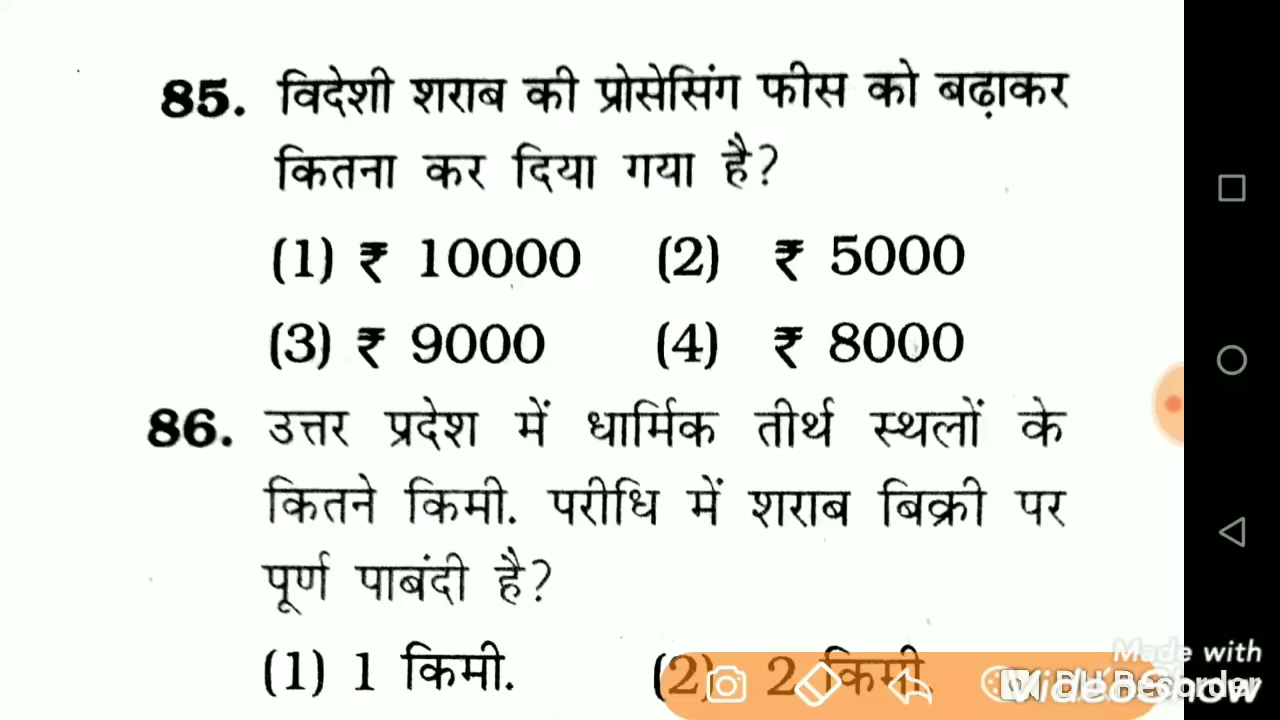 85. विदेशी शराब की प्रोसेसिंग फीस को बढ़ाकर
कितना कर दिया गया है?
(1) ₹ 10000 (2) ₹ 5000
(3) ₹ 9000 (4) ₹ 8000
86. उत्तर प्रदेश में धार्मिक तीर्थ स्थलों के
कितने किमी. परीधि में शराब बिक्री पर
पूर्ण पाबंदी है?
(1) 1 किमी. (2) 2 किमी.
Made with
VideoShow